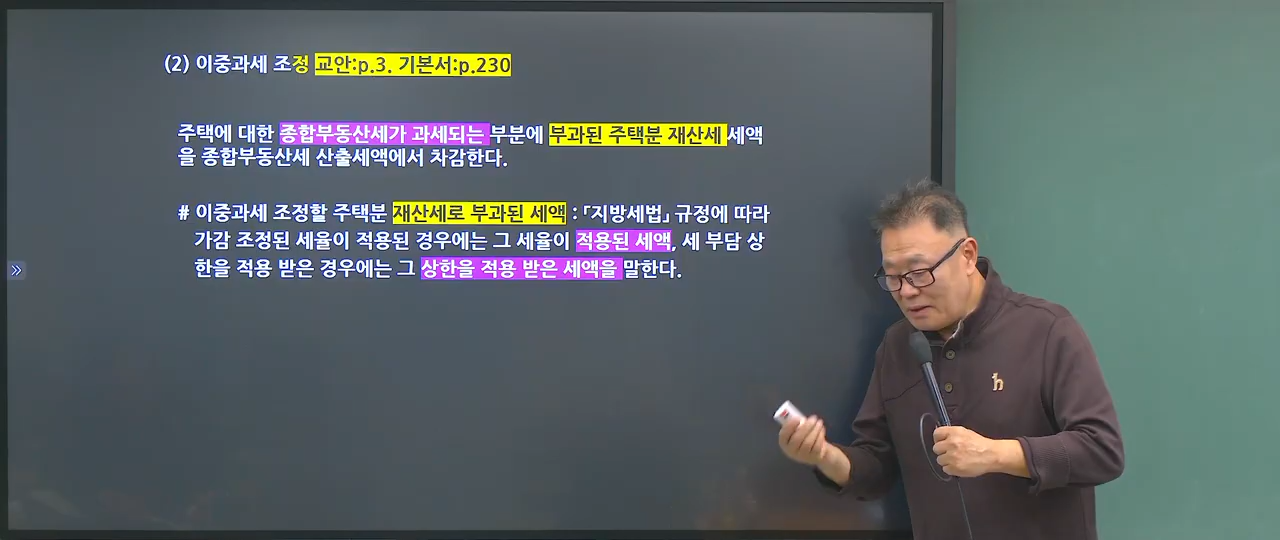 (2) 이중과세 조정 교안:p.3. 기본서:p.230
주택에 대한 종합부동산세가 과세되는 부분에 부과된 주택분 재산세 세액
을 종합부동산세 산출세액에서 차감한다.
# 이중과세 조정할 주택분 재산세로 부과된 세액 : 「지방세법」 규정에 따라
가감 조정된 세율이 적용된 경우에는 그 세율이 적용된 세액, 세 부담 상
한을 적용 받은 경우에는 그 상한을 적용 받은 세액을 말한다.
h